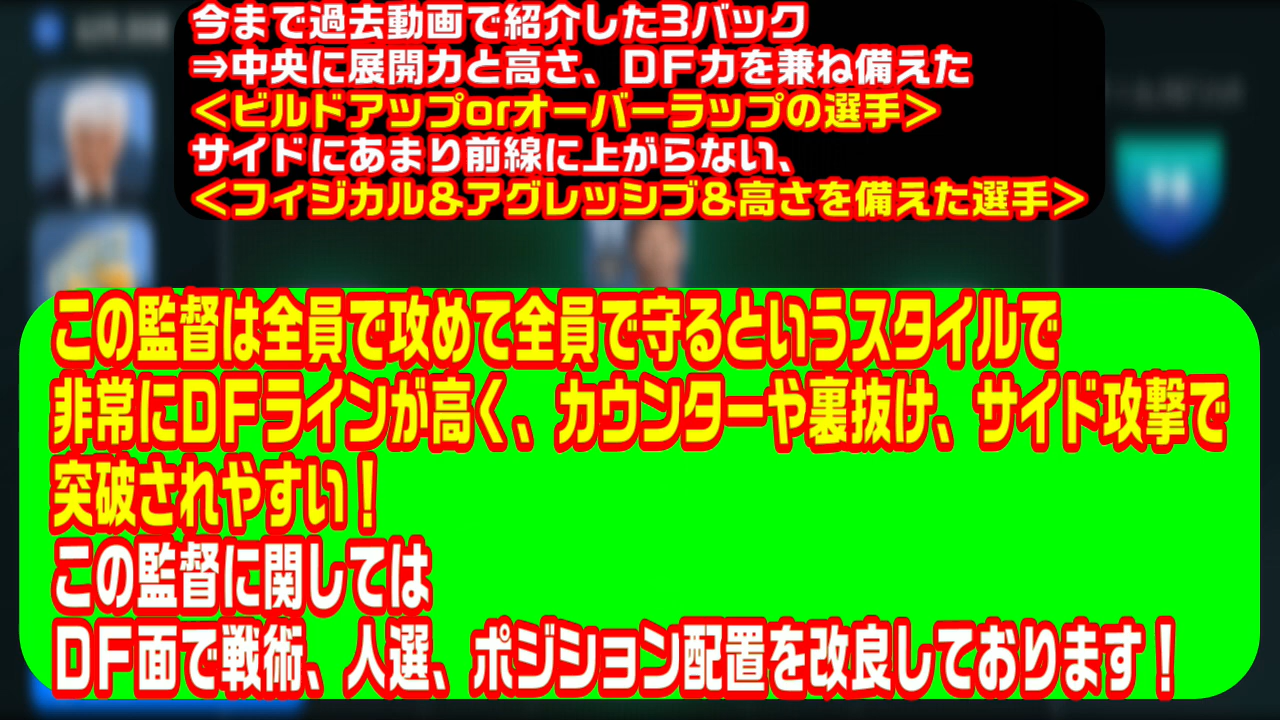 今まで過去動画で紹介した3バック
⇒中央に展開力と高さ、DF力を兼ね備えた
＜ビルドアップorオーバーラップの選手＞
サイドにあまり前線に上がらない、
＜フィジカル＆アグレッシブ＆高さを備えた選手＞
この監督は全員で攻めて全員で守るというスタイルで
非常にDFラインが高く、カウンターや裏抜け、サイド攻撃で
突破されやすい！
この監督に関しては
DF面で戦術、人選、ポジション配置を改良しております！